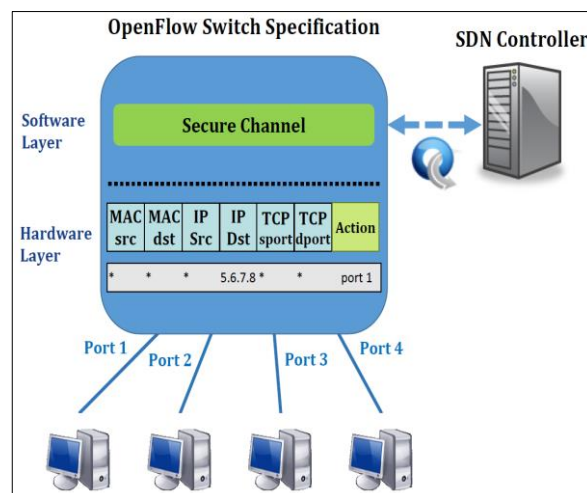 OpenFlow Switch Specification
SDN Controller
Software
Layer
Secure Channel
Hardware
Layer
MAC src MAC dst IP Src IP Dst TCP sport TCP dport Action
* * * 5.6.7.8 * * port 1
Port 1 Port 2 Port 3 Port 4